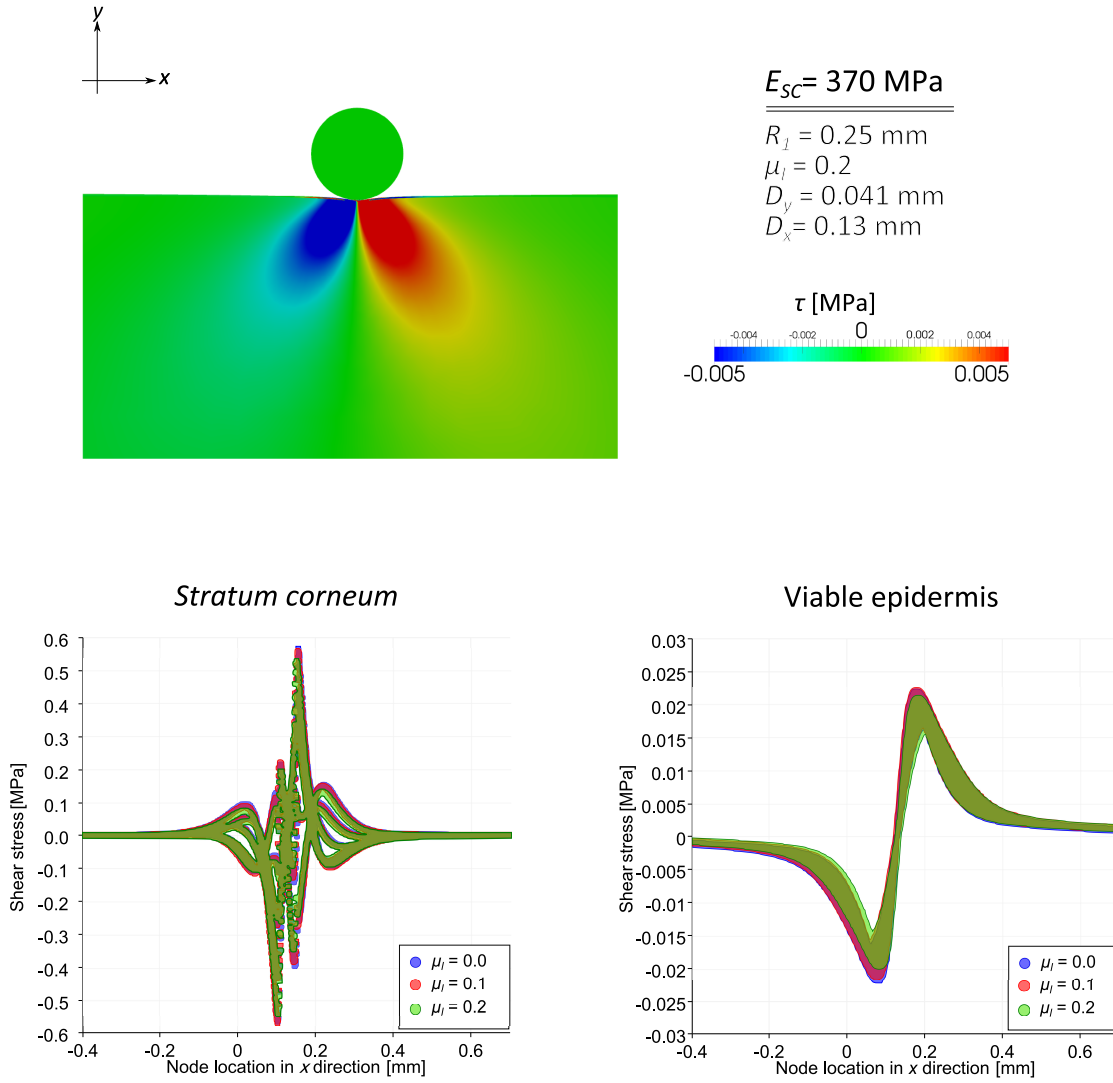 y
x
E_SC= 370 MPa
R_1 = 0.25 mm
μ_l = 0.2
D_y = 0.041 mm
D_x= 0.13 mm
τ [MPa]
-0.004 -0.002 0 0.002 0.004
-0.005 0.005
Stratum corneum
0.6
0.5
0.4
0.3
0.2
0.1
0.0
-0.1
-0.2
-0.3
-0.4
-0.5
-0.6
Shear stress [MPa]
μ_l = 0.0
μ_l = 0.1
μ_l = 0.2
-0.4 -0.2 0 0.2 0.4 0.6
Node location in x direction [mm]
Viable epidermis
0.03
0.025
0.02
0.015
0.01
0.005
0
-0.005
-0.01
-0.015
-0.02
-0.025
-0.03
Shear stress [MPa]
μ_l = 0.0
μ_l = 0.1
μ_l = 0.2
-0.4 -0.2 0 0.2 0.4 0.6
Node location in x direction [mm]